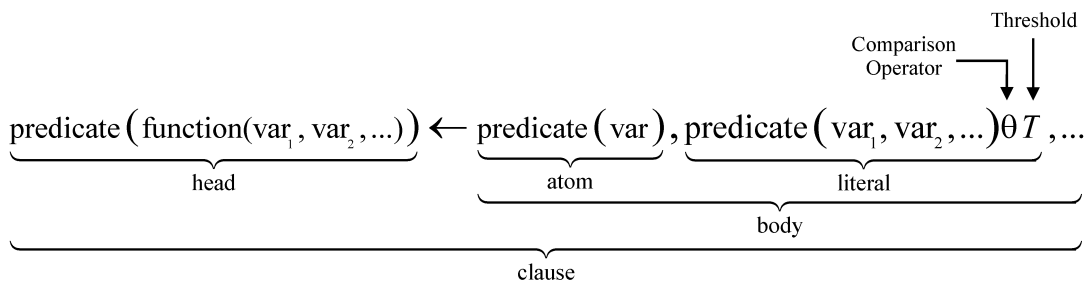 Threshold
Comparison
Operator
predicate(function(var₁, var₂,...)) ← predicate(var), predicate(var₁, var₂,...)θT,...
head
atom
literal
body
clause